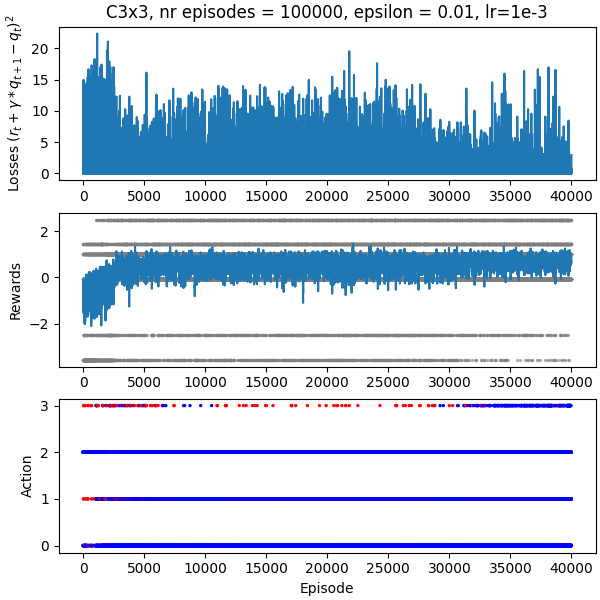 C3x3, nr episodes = 100000, epsilon = 0.01, lr=1e-3
Losses (r_t + γ * q_{t+1} − q_t)^2
20
15
10
5
0
0 5000 10000 15000 20000 25000 30000 35000 40000
Rewards
2
0
−2
0 5000 10000 15000 20000 25000 30000 35000 40000
Action
3
2
1
0
0 5000 10000 15000 20000 25000 30000 35000 40000
Episode